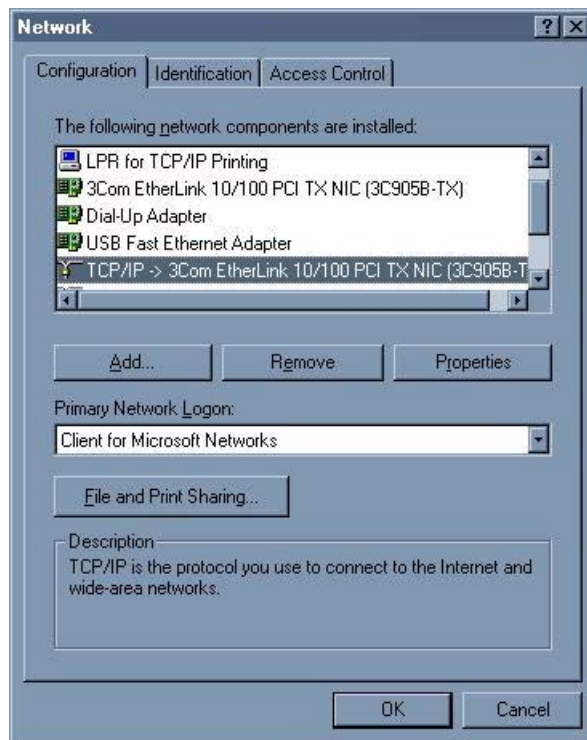 Network
Configuration
Identification
Access Control
The following network components are installed:
LPR for TCP/IP Printing
3Com EtherLink 10/100 PCI TX NIC (3C905B-TX)
Dial-Up Adapter
USB Fast Ethernet Adapter
TCP/IP -> 3Com EtherLink 10/100 PCI TX NIC (3C905B-T
Add...
Remove
Properties
Primary Network Logon:
Client for Microsoft Networks
File and Print Sharing...
Description
TCP/IP is the protocol you use to connect to the Internet and
wide-area networks.
OK
Cancel